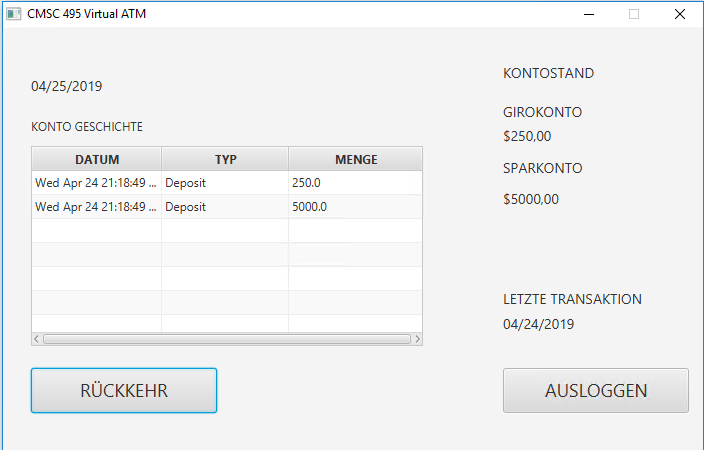 CMSC 495 Virtual ATM
04/25/2019
KONTO GESCHICHTE
DATUM TYP MENGE
Wed Apr 24 21:18:49 ... Deposit 250.0
Wed Apr 24 21:18:49 ... Deposit 5000.0
RÜCKKEHR
KONTOSTAND
GIROKONTO
$250,00
SPARKONTO
$5000,00
LETZTE TRANSAKTION
04/24/2019
AUSLOGGEN